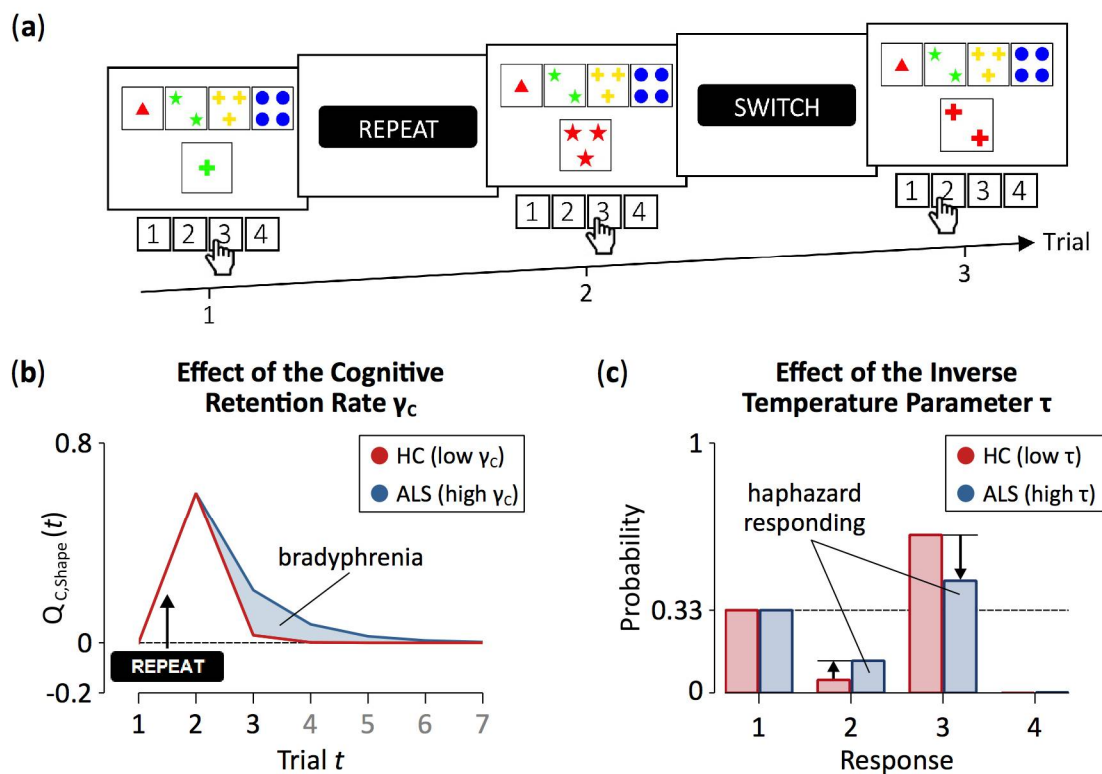 (a)
REPEAT
SWITCH
1 2 3 4
1 2 3 4
1 2 3 4
Trial
1
2
3
(b)
Effect of the Cognitive
Retention Rate γC
0.8
0
-0.2
QC,Shape (t)
HC (low γC)
ALS (high γC)
bradyphrenia
REPEAT
1 2 3 4 5 6 7
Trial t
(c)
Effect of the Inverse
Temperature Parameter τ
1
0.33
0
Probability
HC (low τ)
ALS (high τ)
haphazard
responding
1 2 3 4
Response